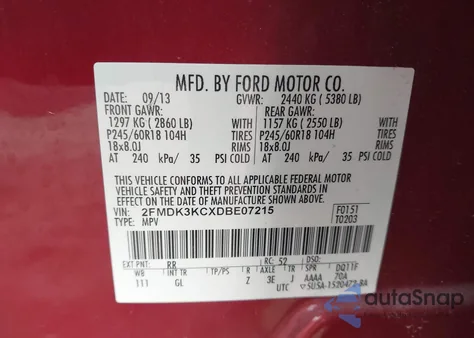 MFD. BY FORD MOTOR CO.
DATE: 09/13 GVWR: 2440 KG ( 5380 LB)
FRONT GAWR: REAR GAWR:
1297 KG ( 2860 LB) 1157 KG ( 2550 LB)
P245/60R18 104H TIRES P245/60R18 104H TIRES
18x8.0J RIMS 18x8.0J RIMS
AT 240 kPa/ 35 PSI COLD AT 240 kPa/ 35 PSI COLD
THIS VEHICLE CONFORMS TO ALL APPLICABLE FEDERAL MOTOR
VEHICLE SAFETY AND THEFT PREVENTION STANDARDS IN
EFFECT ON THE DATE OF MANUFACTURE SHOWN ABOVE.
VIN: 2FMDK3KCXDBE07215 F0151
TYPE: MPV T0203
EXT PNT: RR RC: 52 DSO:
WB INT TR R AXLE TR SPR DQ11F
111 GL Z 3E J AAAA 70A
UTC
autoSnap